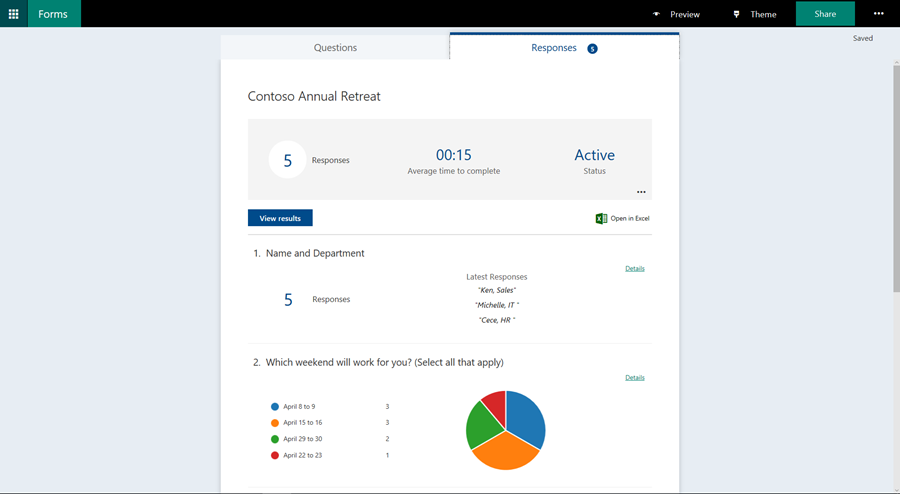 Forms
Preview
Theme
Share
Saved
Questions
Responses 5
Contoso Annual Retreat
5 Responses
00:15
Average time to complete
Active
Status
View results
Open in Excel
1. Name and Department
Details
5 Responses
Latest Responses
"Ken, Sales"
"Michelle, IT "
"Cece, HR "
2. Which weekend will work for you? (Select all that apply)
Details
April 8 to 9 3
April 15 to 16 3
April 29 to 30 2
April 22 to 23 1